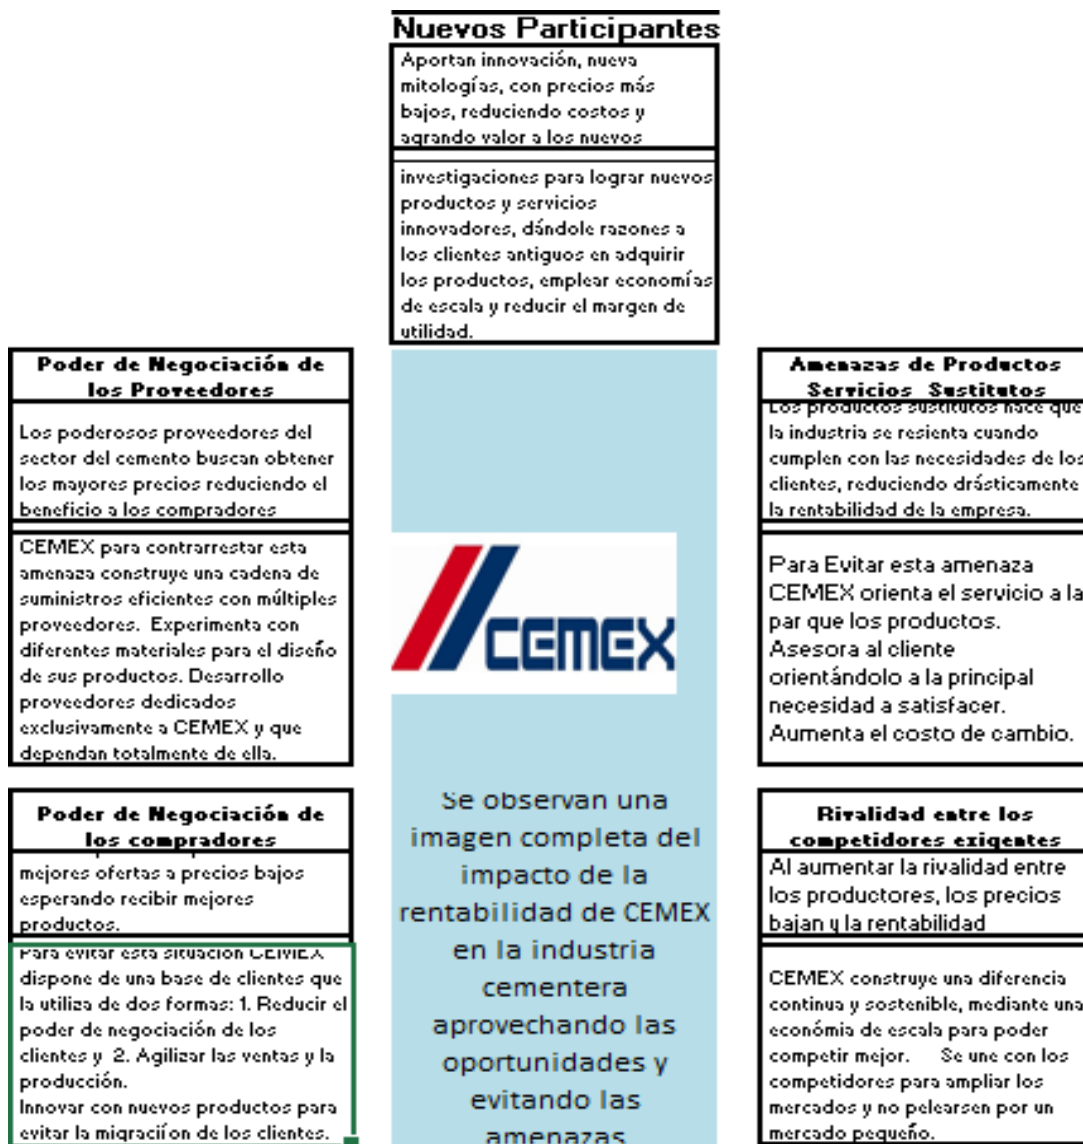 Nuevos Participantes
Aportan innovación, nueva
mitologías, con precios más
bajos, reduciendo costos y
agrando valor a los nuevos
investigaciones para lograr nuevos
productos y servicios
innovadores, dándole razones a
los clientes antiguos en adquirir
los productos, emplear economías
de escala y reducir el margen de
utilidad.
Poder de Negociación de
los Proveedores
Los poderosos proveedores del
sector del cemento buscan obtener
los mayores precios reduciendo el
beneficio a los compradores
CEMEX para contrarrestar esta
amenaza construye una cadena de
suministros eficientes con múltiples
proveedores. Experimenta con
diferentes materiales para el diseño
de sus productos. Desarrollo
proveedores dedicados
exclusivamente a CEMEX y que
dependan totalmente de ella.
Amenazas de Productos
Servicios Sustitutos
Los productos sustitutos hace que
la industria se resienta cuando
cumplen con las necesidades de los
clientes, reduciendo drásticamente
la rentabilidad de la empresa.
Para Evitar esta amenaza
CEMEX orienta el servicio a la
par que los productos.
Asesora al cliente
orientándolo a la principal
necesidad a satisfacer.
Aumenta el costo de cambio.
CEMEX
Poder de Negociación de
los compradores
mejores ofertas a precios bajos
esperando recibir mejores
productos.
Para evitar esta situación CEMEX
dispone de una base de clientes que
la utiliza de dos formas: 1. Reducir el
poder de negociación de los
clientes y 2. Agilizar las ventas y la
producción.
Innovar con nuevos productos para
evitar la migraciíon de los clientes.
Se observan una
imagen completa del
impacto de la
rentabilidad de CEMEX
en la industria
cementera
aprovechando las
oportunidades y
evitando las
amenazas
Rivalidad entre los
competidores exigentes
Al aumentar la rivalidad entre
los productores, los precios
bajan y la rentabilidad
CEMEX construye una diferencia
continua y sostenible, mediante una
económia de escala para poder
competir mejor. Se une con los
competidores para ampliar los
mercados y no pelearsen por un
mercado pequeño.